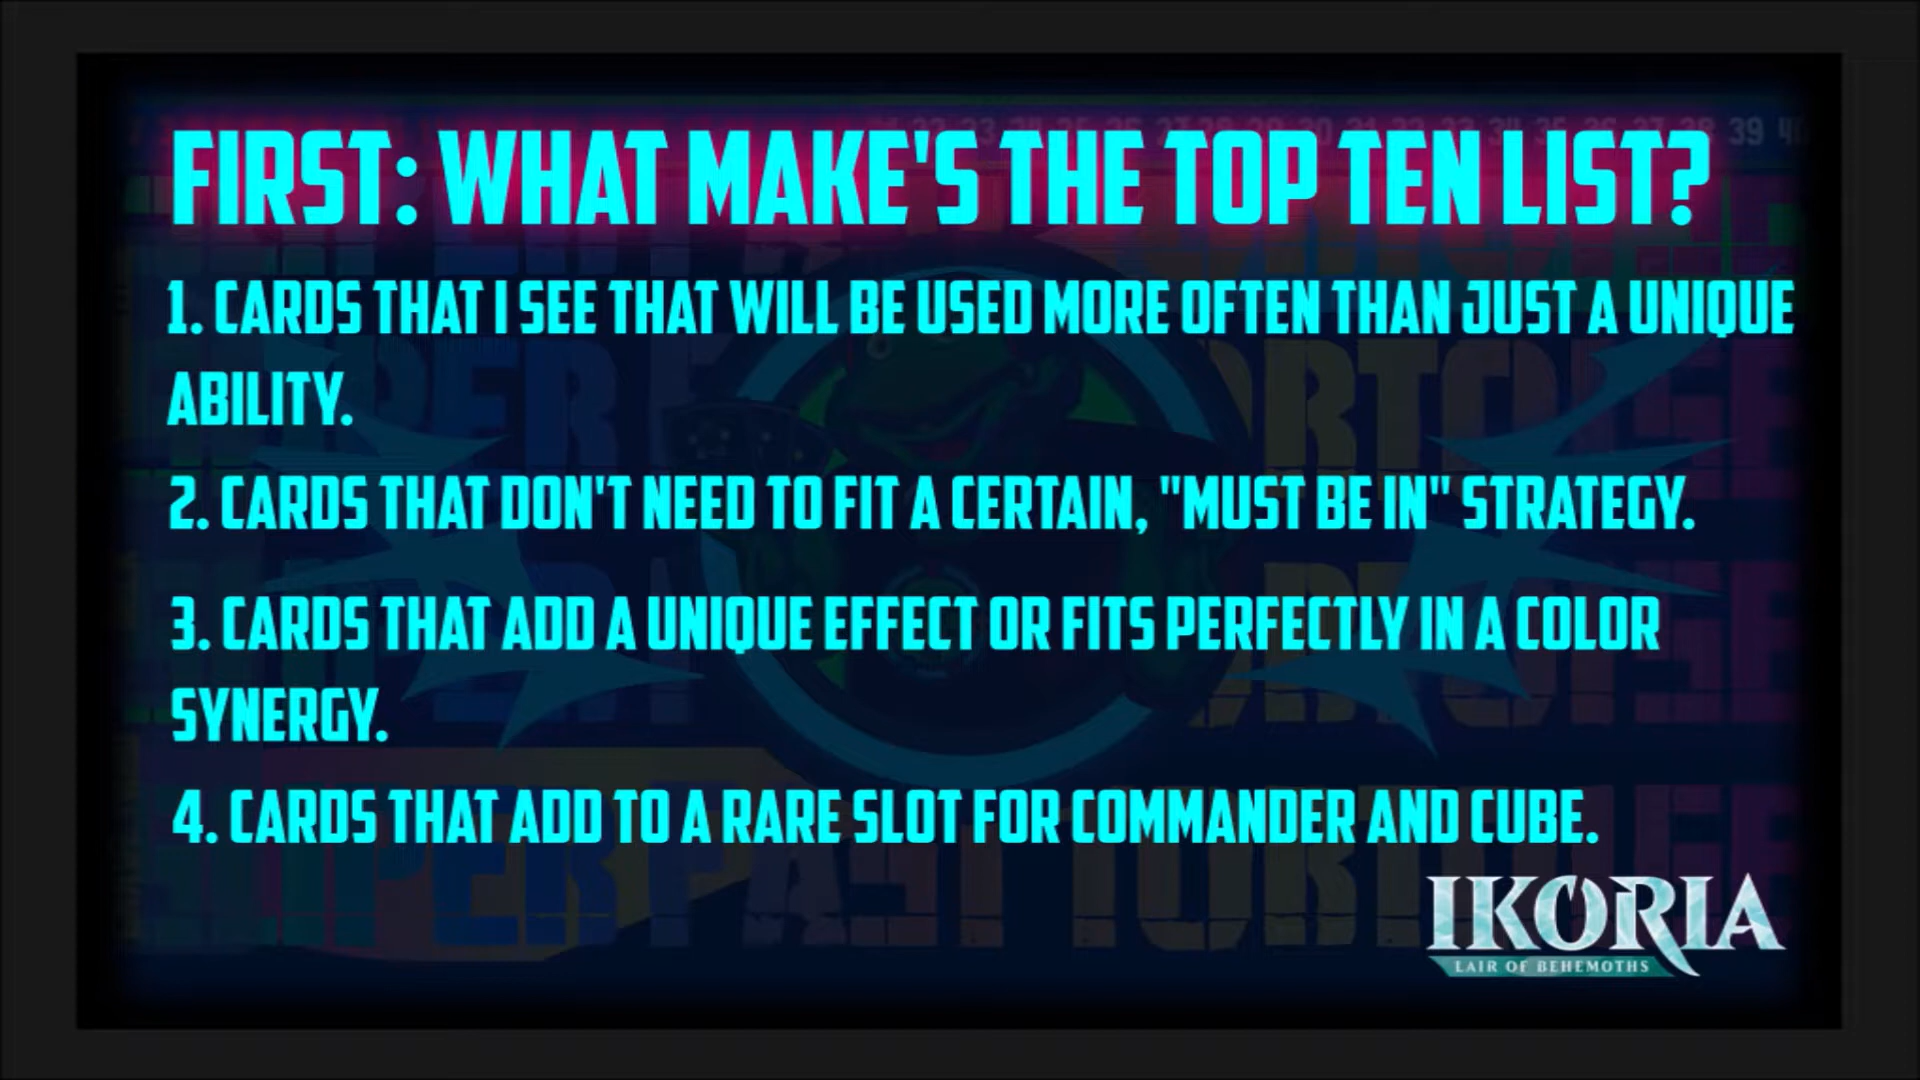 FIRST: WHAT MAKE'S THE TOP TEN LIST?
1. CARDS THAT I SEE THAT WILL BE USED MORE OFTEN THAN JUST A UNIQUE
ABILITY.
2. CARDS THAT DON'T NEED TO FIT A CERTAIN, "MUST BE IN" STRATEGY.
3. CARDS THAT ADD A UNIQUE EFFECT OR FITS PERFECTLY IN A COLOR
SYNERGY.
4. CARDS THAT ADD TO A RARE SLOT FOR COMMANDER AND CUBE.
IKORIA
LAIR OF BEHEMOTHS